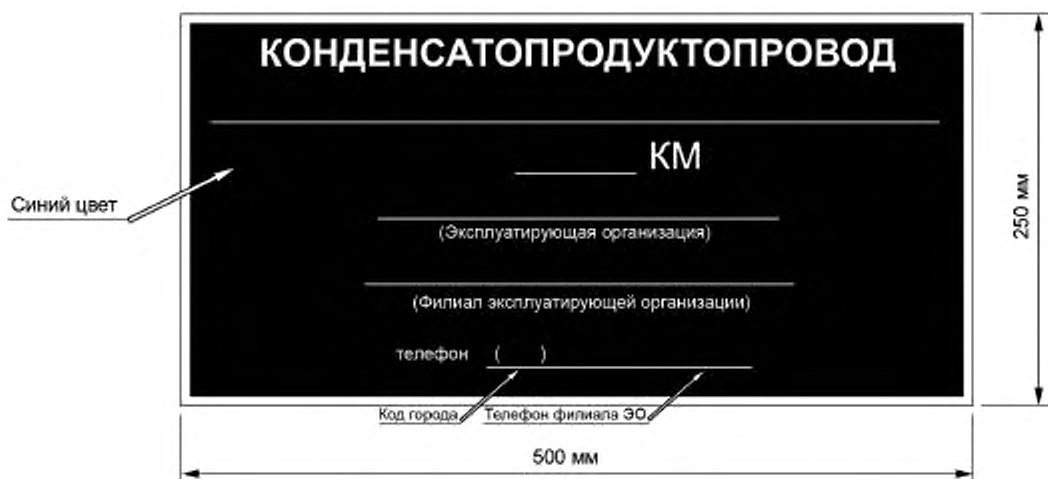 КОНДЕНСАТОПРОДУКТОПРОВОД
КМ
Синий цвет
250 мм
(Эксплуатирующая организация)
(Филиал эксплуатирующей организации)
телефон ( )
Код города Телефон филиала ЭО
500 мм